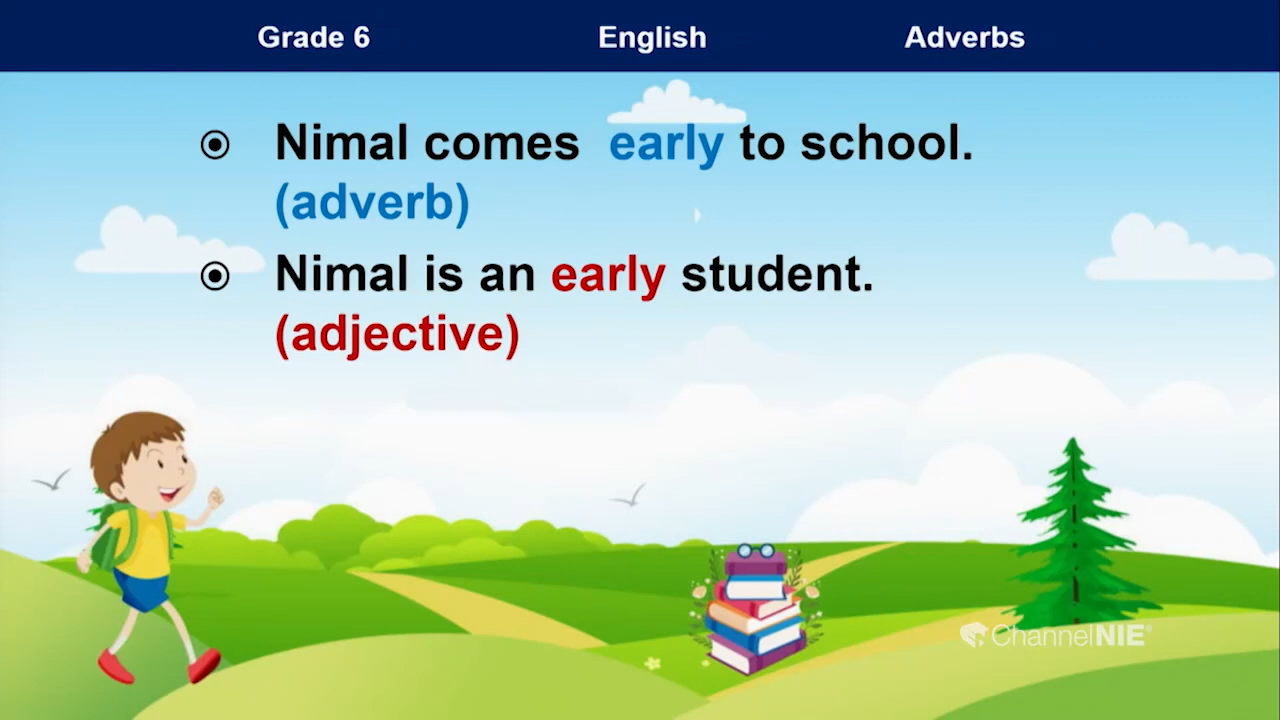 Grade 6 English Adverbs
Nimal comes early to school.
(adverb)
Nimal is an early student.
(adjective)
ChannelNIE